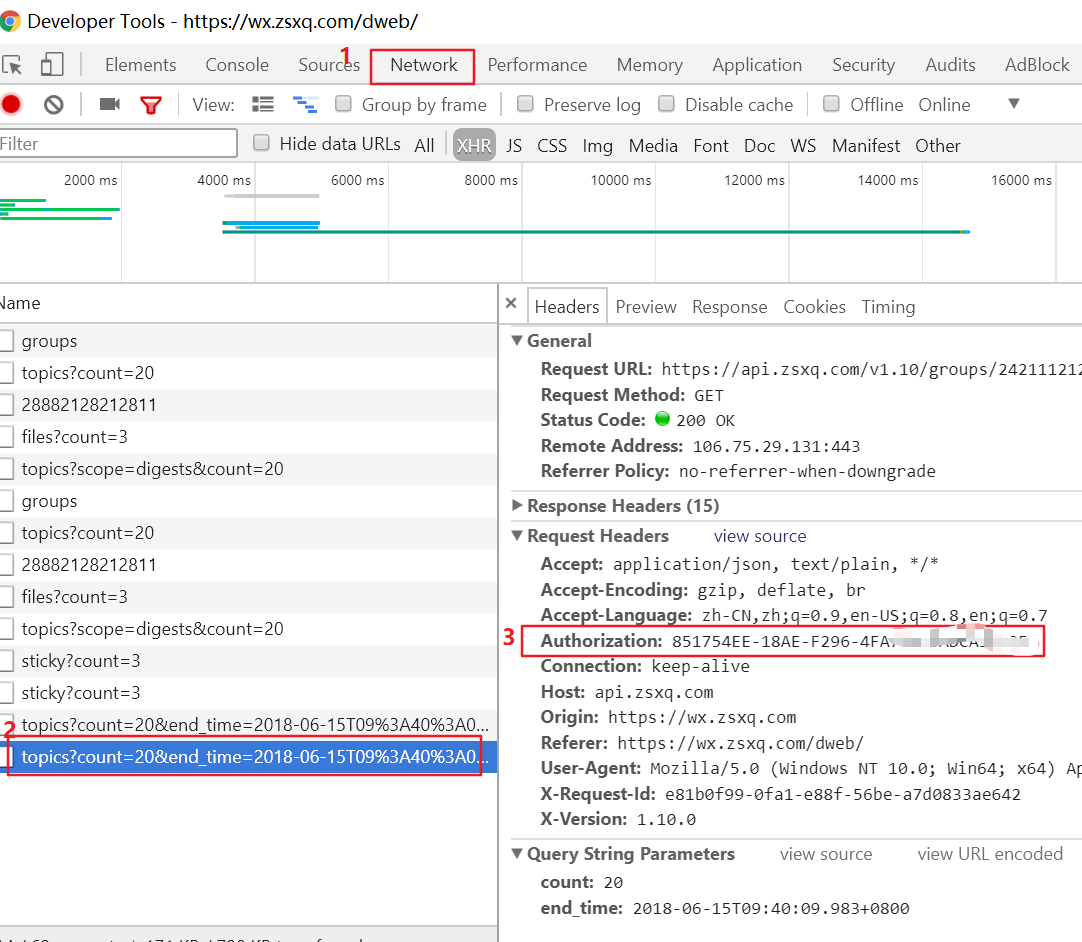 Developer Tools - https://wx.zsxq.com/dweb/
1
Elements Console Sources Network Performance Memory Application Security Audits AdBlock
View: Group by frame Preserve log Disable cache Offline Online
Filter Hide data URLs All XHR JS CSS Img Media Font Doc WS Manifest Other
2000 ms 4000 ms 6000 ms 8000 ms 10000 ms 12000 ms 14000 ms 16000 ms
Name
groups
topics?count=20
28882128212811
files?count=3
topics?scope=digests&count=20
groups
topics?count=20
28882128212811
files?count=3
topics?scope=digests&count=20
sticky?count=3
sticky?count=3
topics?count=20&end_time=2018-06-15T09%3A40%3A0...
2
topics?count=20&end_time=2018-06-15T09%3A40%3A0...
× Headers Preview Response Cookies Timing
General
Request URL: https://api.zsxq.com/v1.10/groups/242111212
Request Method: GET
Status Code: 200 OK
Remote Address: 106.75.29.131:443
Referrer Policy: no-referrer-when-downgrade
Response Headers (15)
Request Headers view source
Accept: application/json, text/plain, */*
Accept-Encoding: gzip, deflate, br
Accept-Language: zh-CN,zh;q=0.9,en-US;q=0.8,en;q=0.7
3
Authorization: 851754EE-18AE-F296-4FA
Connection: keep-alive
Host: api.zsxq.com
Origin: https://wx.zsxq.com
Referer: https://wx.zsxq.com/dweb/
User-Agent: Mozilla/5.0 (Windows NT 10.0; Win64; x64) Ap
X-Request-Id: e81b0f99-0fa1-e88f-56be-a7d0833ae642
X-Version: 1.10.0
Query String Parameters view source view URL encoded
count: 20
end_time: 2018-06-15T09:40:09.983+0800